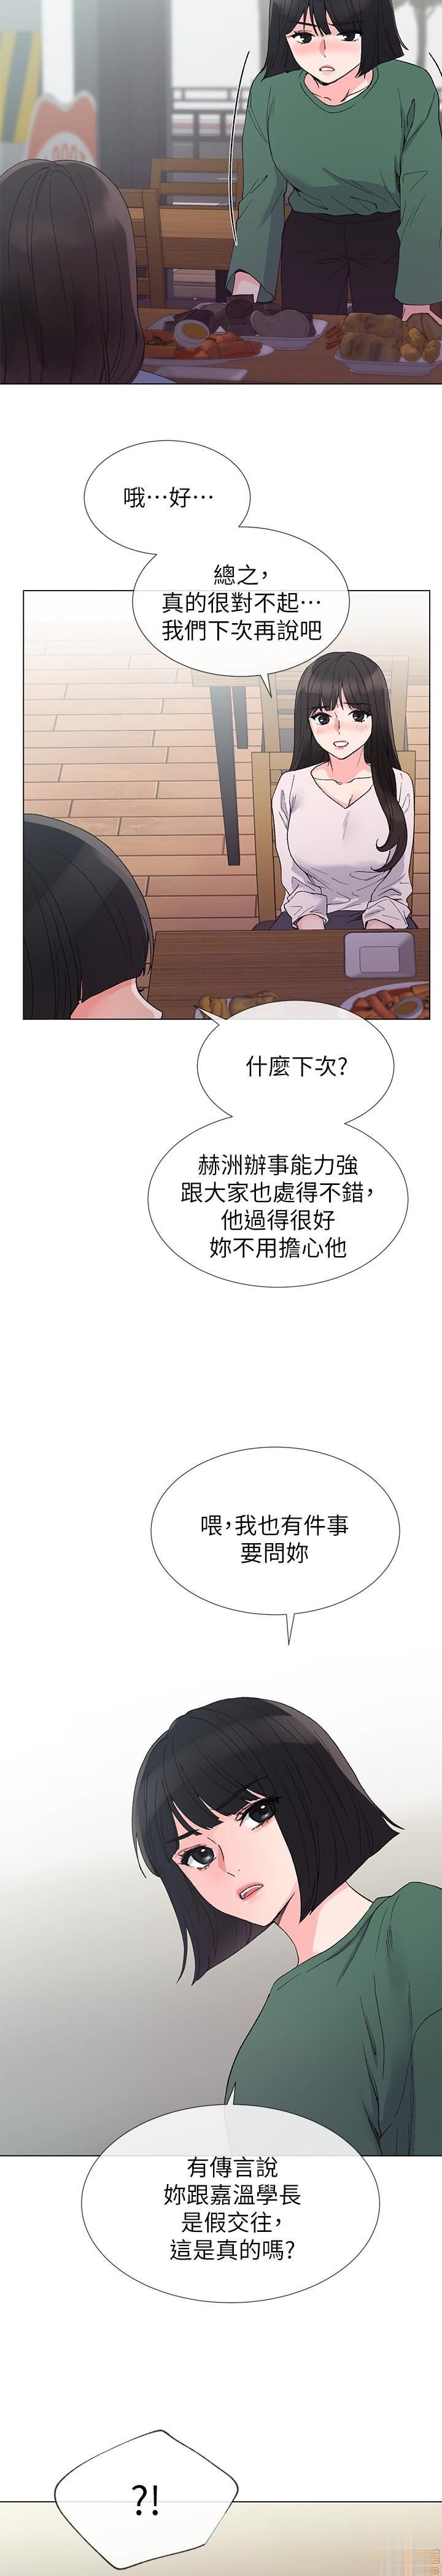 哦…好…
總之,
真的很對不起…
我們下次再說吧
什麼下次?
赫洲辦事能力強
跟大家也處得不錯,
他過得很好
妳不用擔心他
喂,我也有件事
要問妳
有傳言說
妳跟嘉溫學長
是假交往,
這是真的嗎?
?!